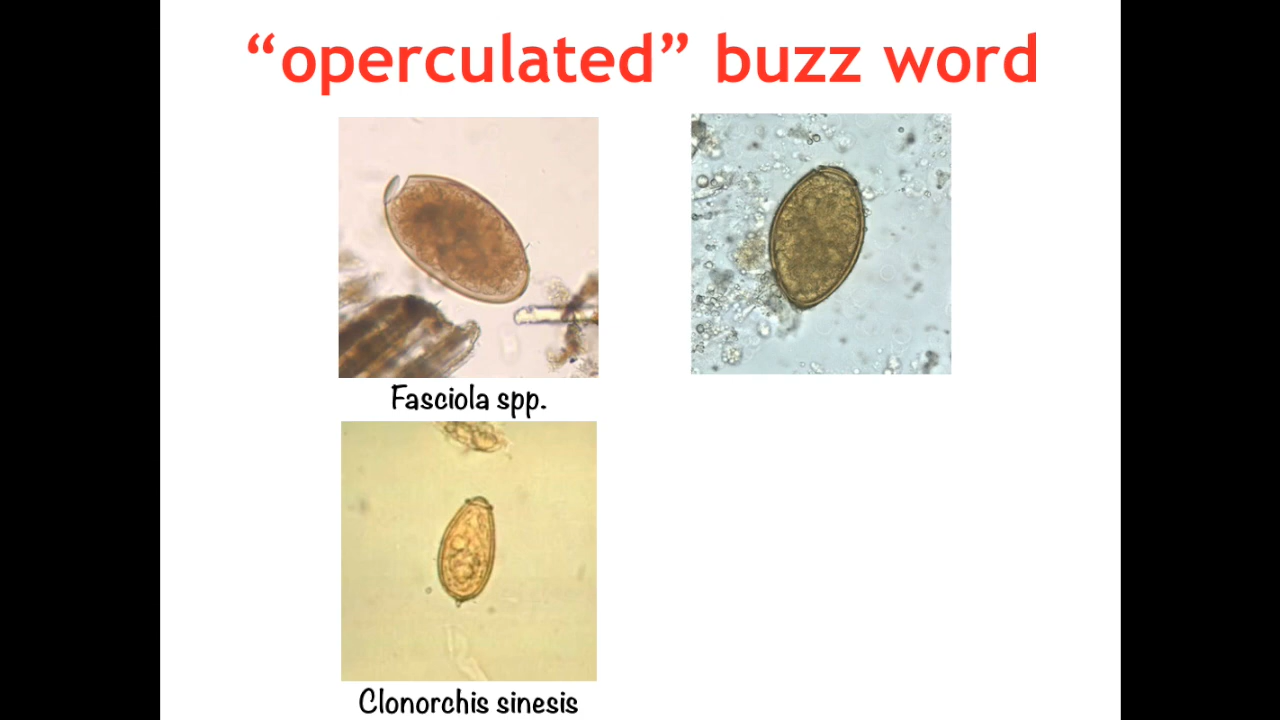 “operculated” buzz word
Fasciola spp.
Clonorchis sinesis